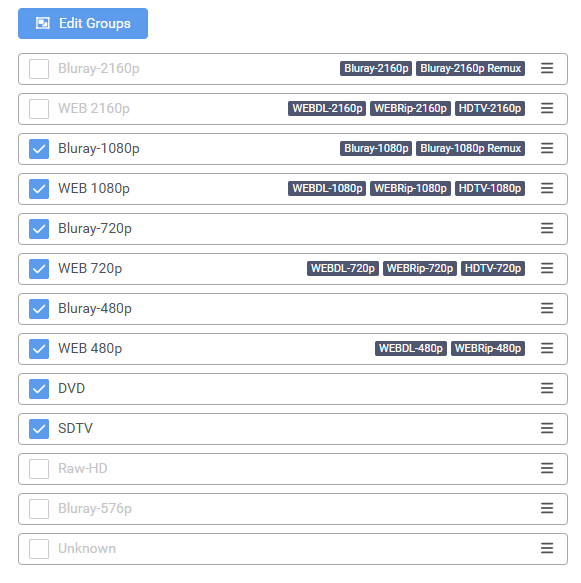 Edit Groups
Bluray-2160p Bluray-2160p Bluray-2160p Remux
WEB 2160p WEBDL-2160p WEBRip-2160p HDTV-2160p
Bluray-1080p Bluray-1080p Bluray-1080p Remux
WEB 1080p WEBDL-1080p WEBRip-1080p HDTV-1080p
Bluray-720p
WEB 720p WEBDL-720p WEBRip-720p HDTV-720p
Bluray-480p
WEB 480p WEBDL-480p WEBRip-480p
DVD
SDTV
Raw-HD
Bluray-576p
Unknown